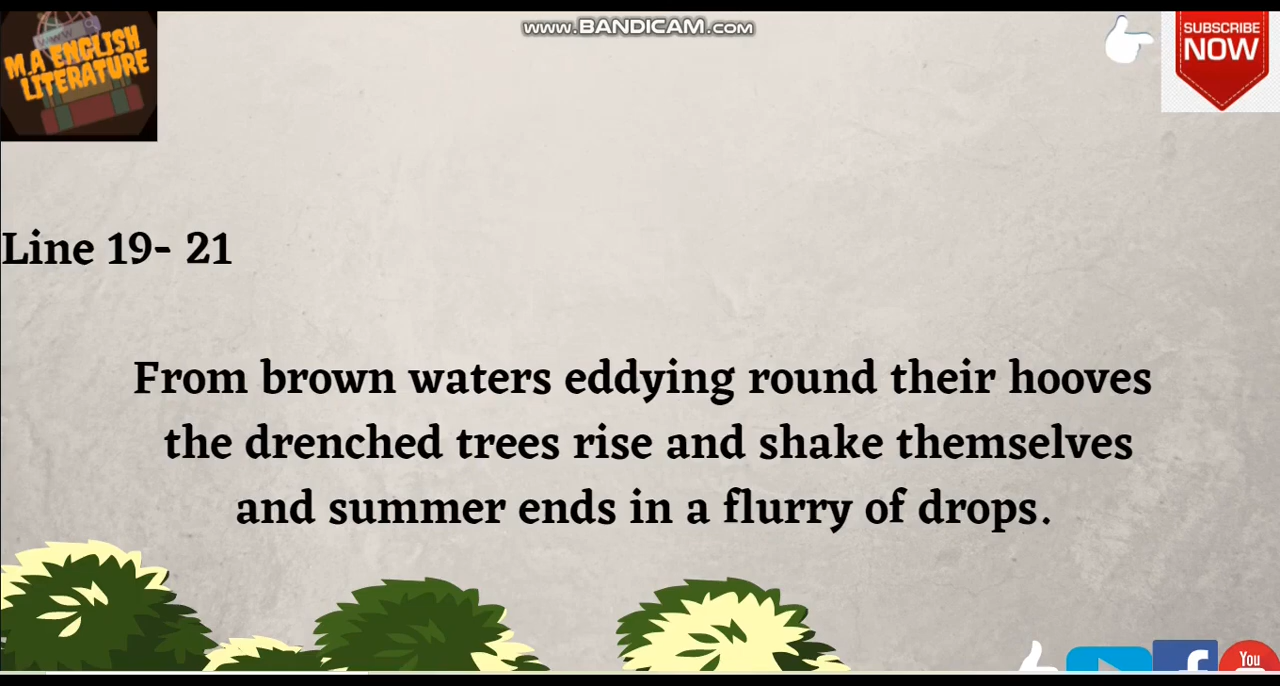 www.BANDICAM.com
M.A ENGLISH
LITERATURE
SUBSCRIBE
NOW
Line 19- 21
From brown waters eddying round their hooves
the drenched trees rise and shake themselves
and summer ends in a flurry of drops.
You